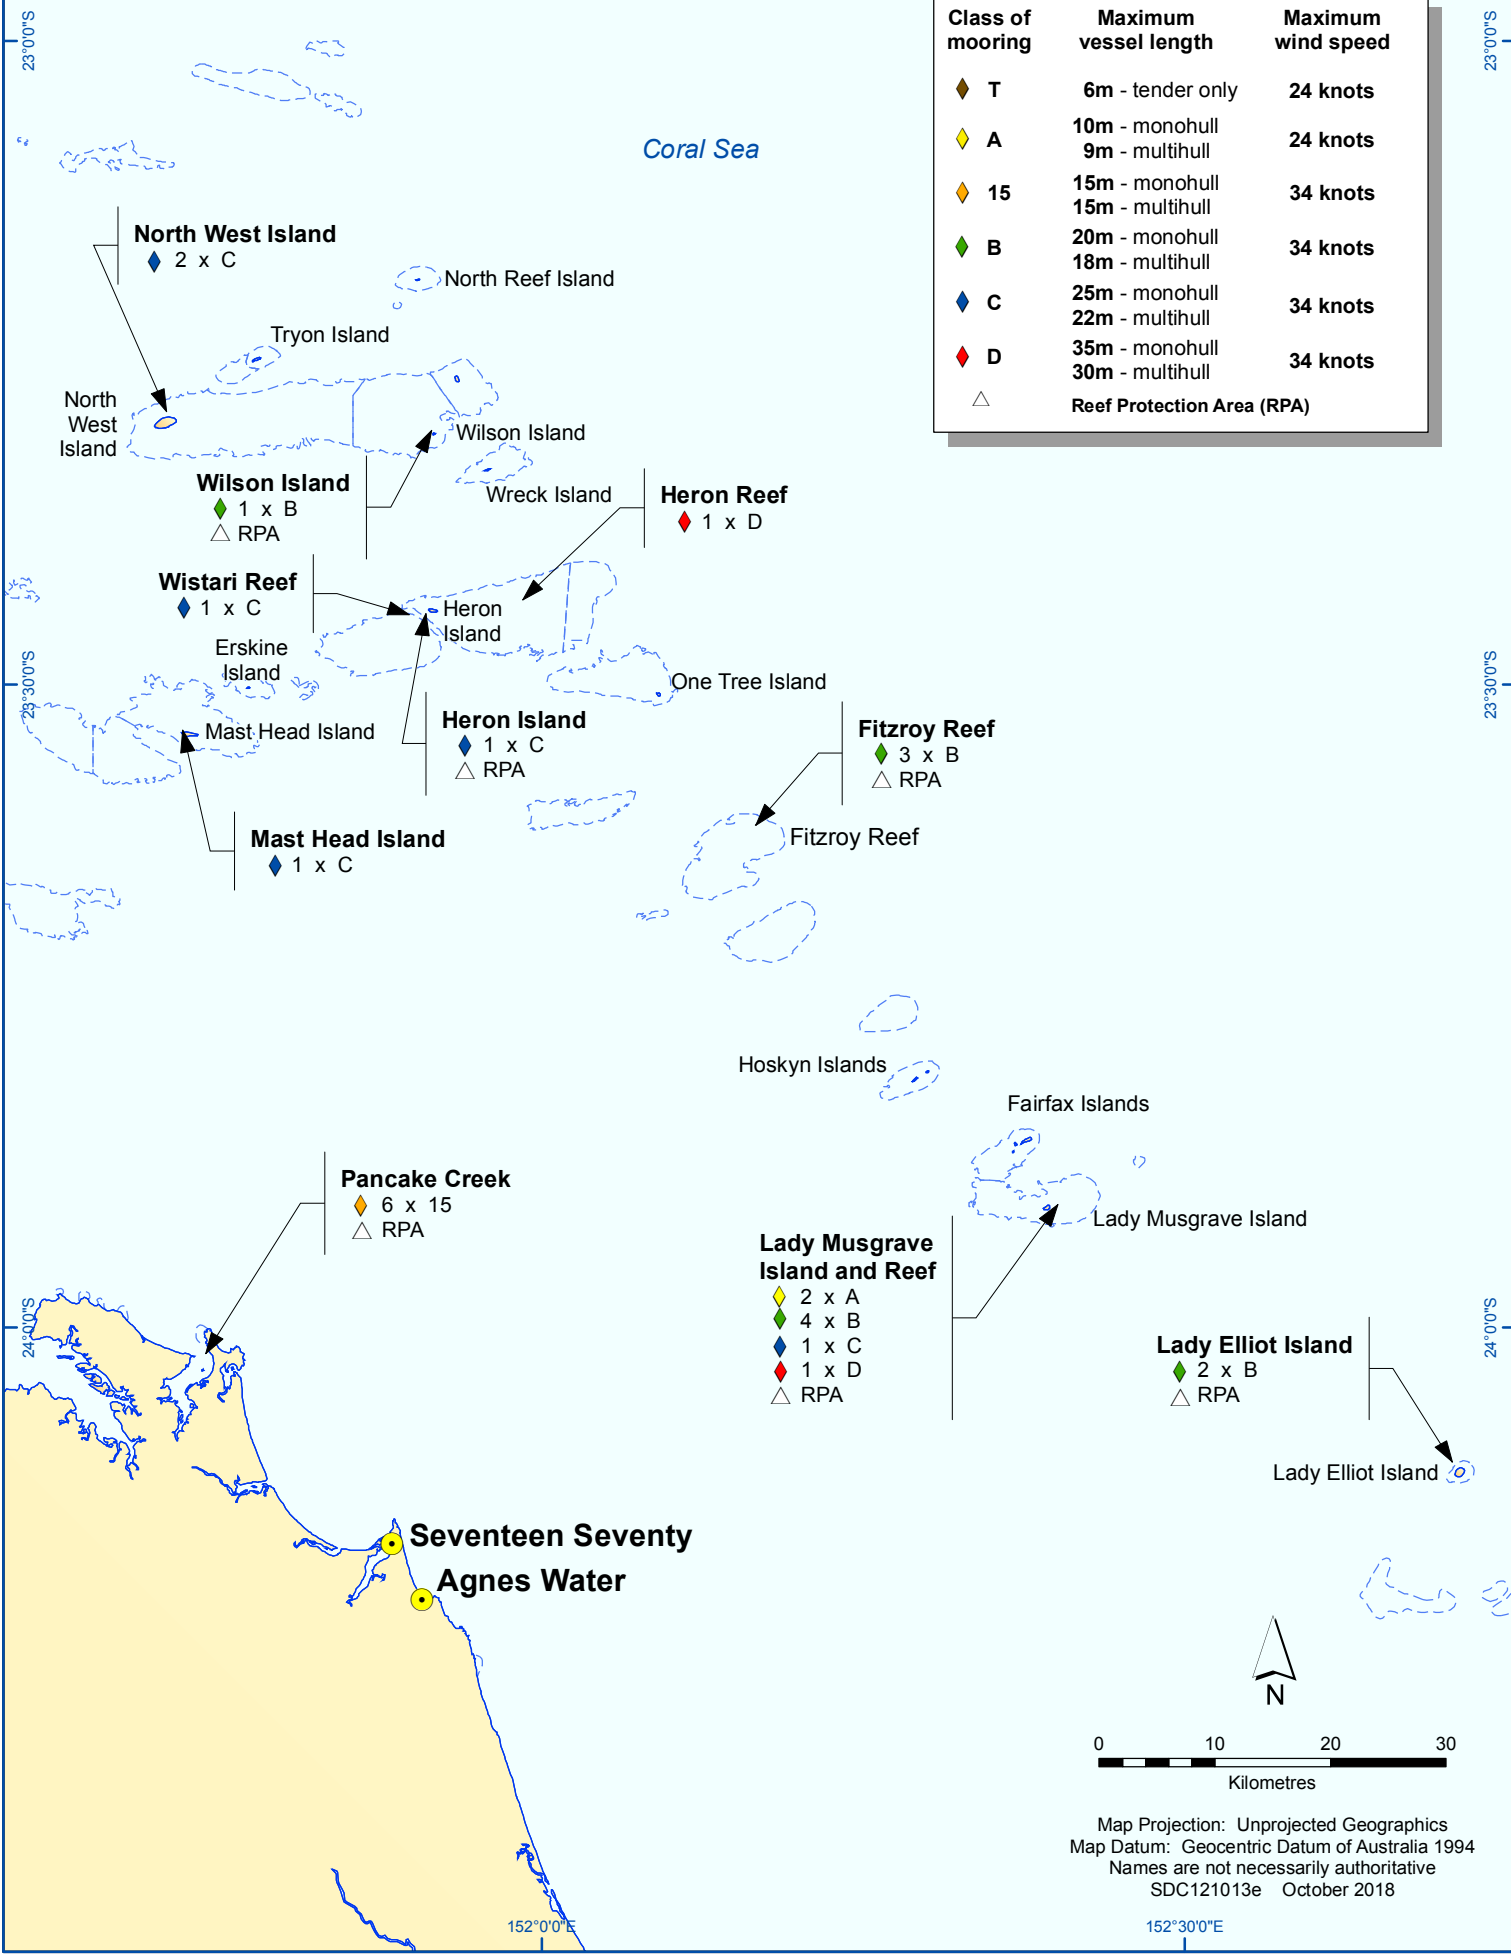 Class of mooring
Maximum vessel length
Maximum wind speed
T 6m - tender only 24 knots
A 10m - monohull 24 knots
9m - multihull
15 15m - monohull 34 knots
15m - multihull
B 20m - monohull 34 knots
18m - multihull
C 25m - monohull 34 knots
22m - multihull
D 35m - monohull 34 knots
30m - multihull
Reef Protection Area (RPA)
23°0'0"S
23°0'0"S
Coral Sea
North West Island
2 x C
North Reef Island
Tryon Island
North
West
Island
Wilson Island
Wilson Island
1 x B
RPA
Wreck Island
Heron Reef
1 x D
Wistari Reef
1 x C
Heron
Island
Erskine
Island
23°30'0"S
23°30'0"S
One Tree Island
Mast Head Island
Heron Island
1 x C
RPA
Fitzroy Reef
3 x B
RPA
Mast Head Island
1 x C
Fitzroy Reef
Hoskyn Islands
Fairfax Islands
Pancake Creek
6 x 15
RPA
Lady Musgrave Island
Lady Musgrave
Island and Reef
2 x A
4 x B
1 x C
1 x D
RPA
24°0'0"S
24°0'0"S
Lady Elliot Island
2 x B
RPA
Lady Elliot Island
Seventeen Seventy
Agnes Water
N
0 10 20 30
Kilometres
Map Projection: Unprojected Geographics
Map Datum: Geocentric Datum of Australia 1994
Names are not necessarily authoritative
SDC121013e October 2018
152°0'0"E
152°30'0"E